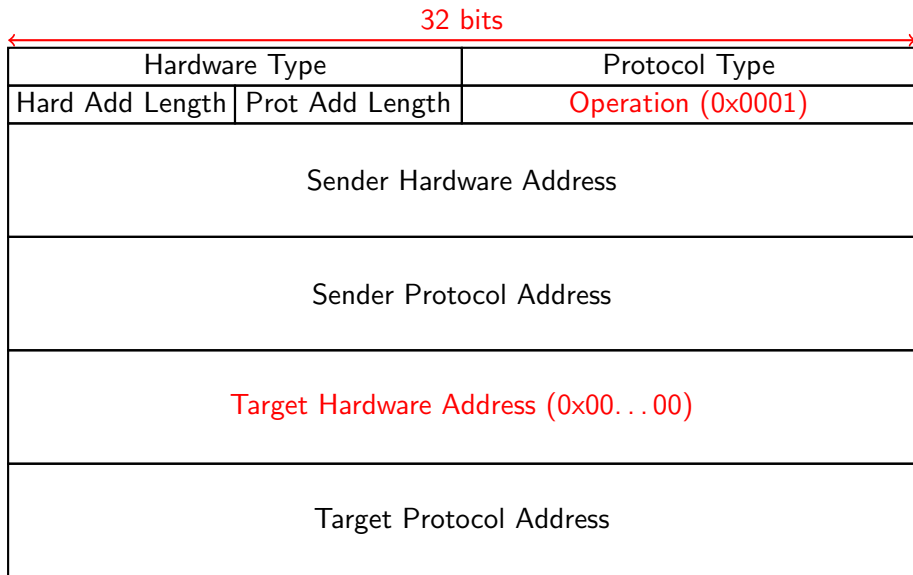 32 bits
Hardware Type Protocol Type
Hard Add Length Prot Add Length Operation (0x0001)
Sender Hardware Address
Sender Protocol Address
Target Hardware Address (0x00...00)
Target Protocol Address